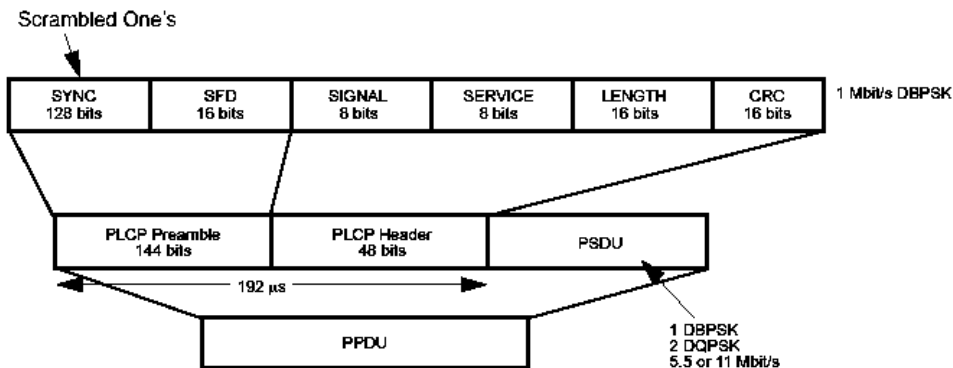 Scrambled One's
SYNC
128 bits
SFD
16 bits
SIGNAL
8 bits
SERVICE
8 bits
LENGTH
16 bits
CRC
16 bits
1 Mbit/s DBPSK
PLCP Preamble
144 bits
PLCP Header
48 bits
PSDU
192 μs
1 DBPSK
2 DQPSK
5.5 or 11 Mbit/s
PPDU